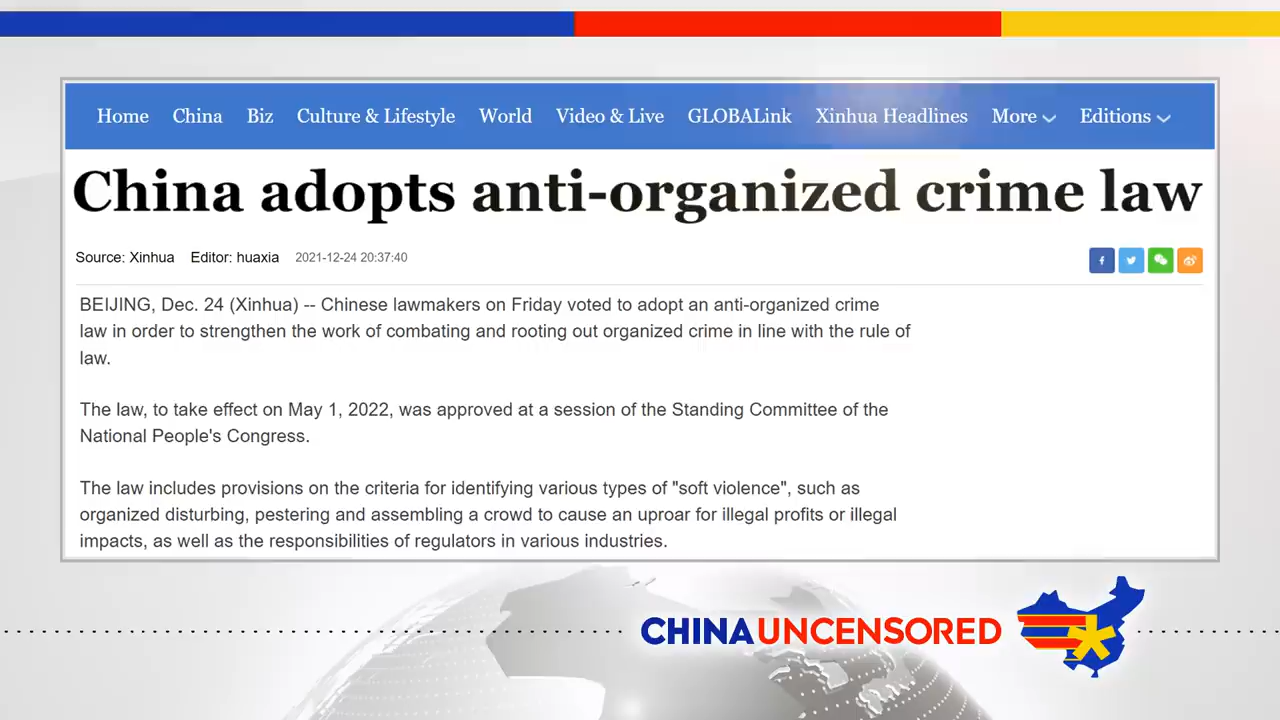 Home China Biz Culture & Lifestyle World Video & Live GLOBALink Xinhua Headlines More Editions
China adopts anti-organized crime law
Source: Xinhua Editor: huaxia 2021-12-24 20:37:40
BEIJING, Dec. 24 (Xinhua) -- Chinese lawmakers on Friday voted to adopt an anti-organized crime
law in order to strengthen the work of combating and rooting out organized crime in line with the rule of
law.
The law, to take effect on May 1, 2022, was approved at a session of the Standing Committee of the
National People's Congress.
The law includes provisions on the criteria for identifying various types of "soft violence", such as
organized disturbing, pestering and assembling a crowd to cause an uproar for illegal profits or illegal
impacts, as well as the responsibilities of regulators in various industries.
CHINA UNCENSORED